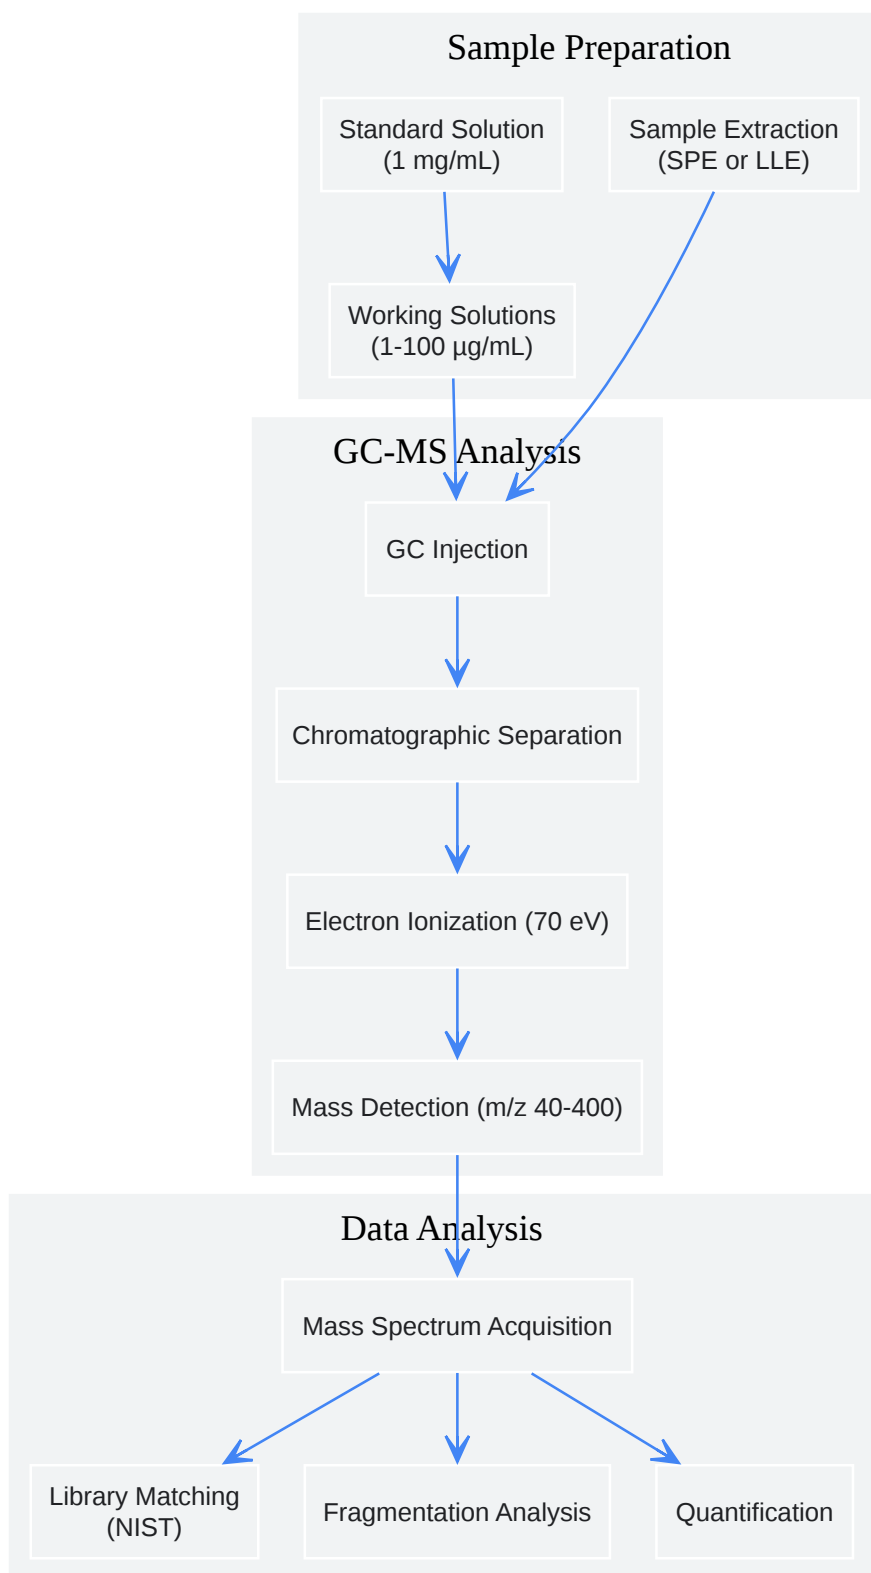 Sample Preparation
Standard Solution
(1 mg/mL)
Sample Extraction
(SPE or LLE)
Working Solutions
(1-100 µg/mL)
GC-MS Analysis
GC Injection
Chromatographic Separation
Electron Ionization (70 eV)
Mass Detection (m/z 40-400)
Data Analysis
Mass Spectrum Acquisition
Library Matching
(NIST)
Fragmentation Analysis
Quantification